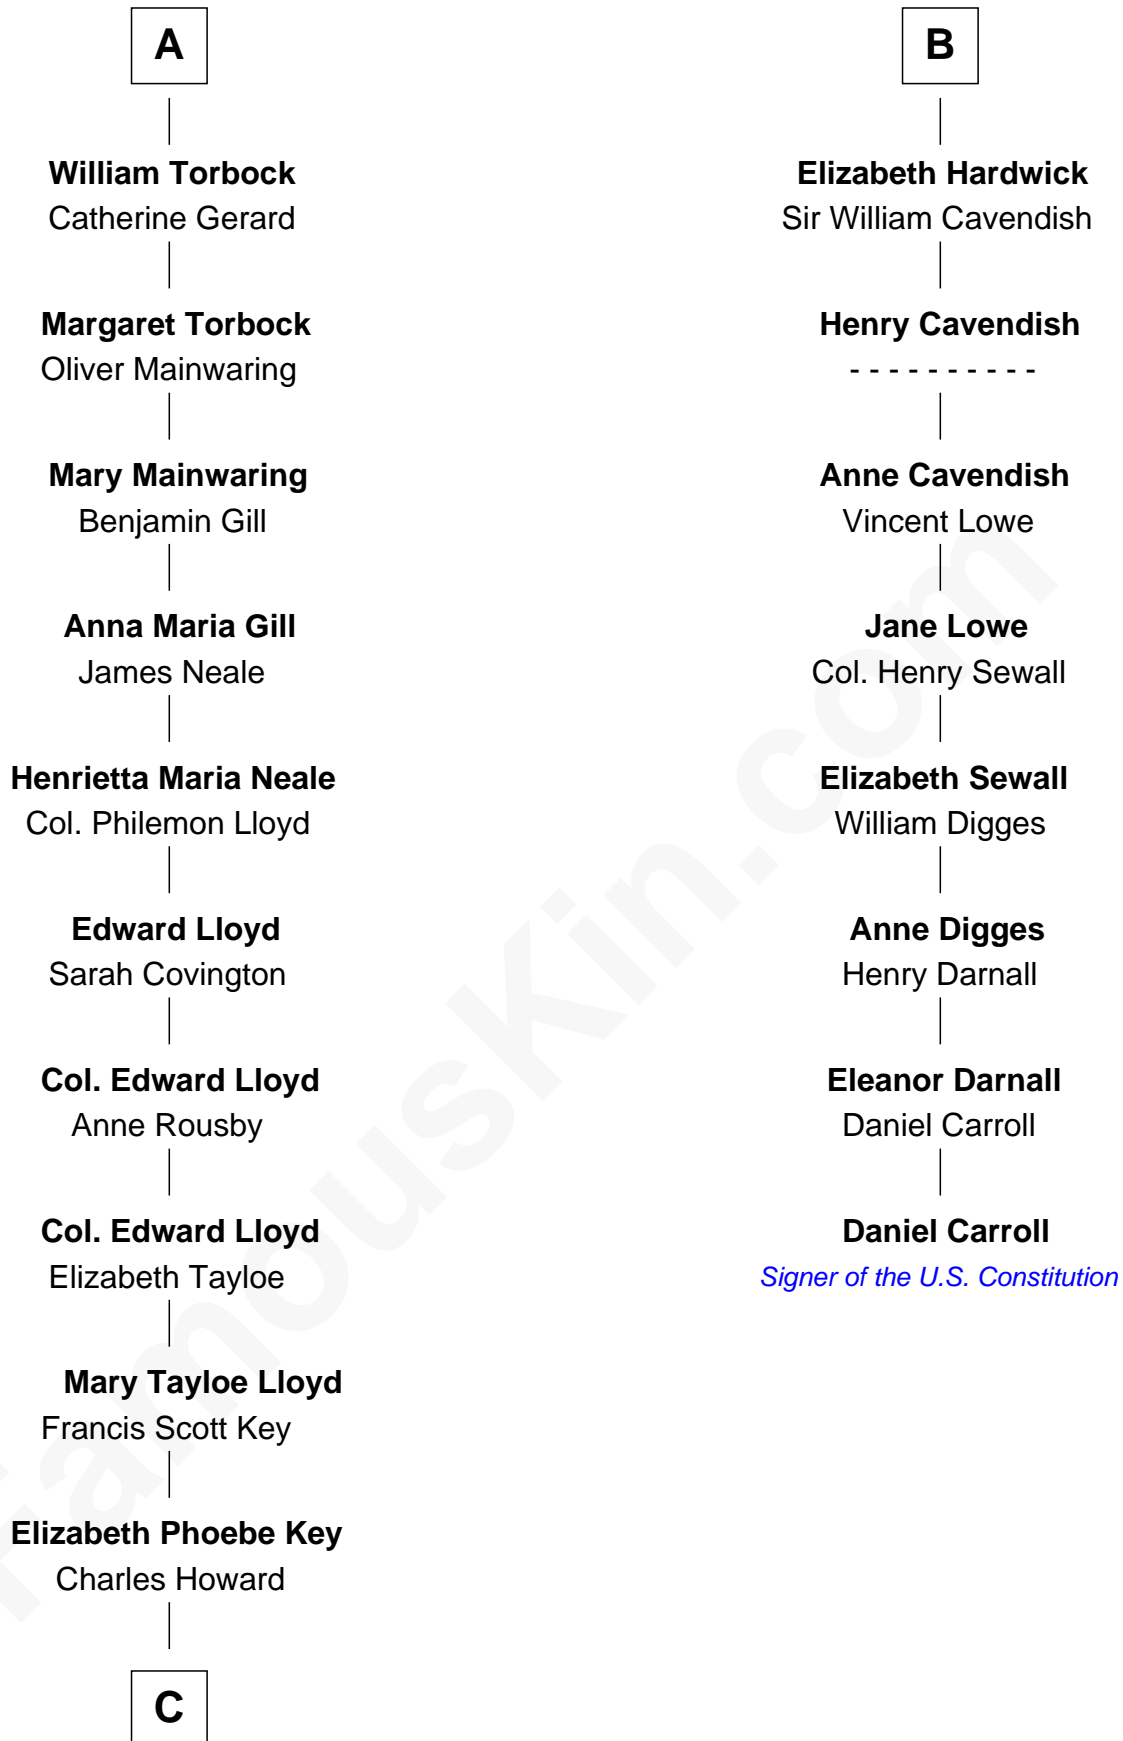 A
William Torbock
Catherine Gerard
Margaret Torbock
Oliver Mainwaring
Mary Mainwaring
Benjamin Gill
Anna Maria Gill
James Neale
Henrietta Maria Neale
Col. Philemon Lloyd
Edward Lloyd
Sarah Covington
Col. Edward Lloyd
Anne Rousby
Col. Edward Lloyd
Elizabeth Tayloe
Mary Tayloe Lloyd
Francis Scott Key
Elizabeth Phoebe Key
Charles Howard
C
B
Elizabeth Hardwick
Sir William Cavendish
Henry Cavendish
- - - - - - - - - -
Anne Cavendish
Vincent Lowe
Jane Lowe
Col. Henry Sewall
Elizabeth Sewall
William Digges
Anne Digges
Henry Darnall
Eleanor Darnall
Daniel Carroll
Daniel Carroll
Signer of the U.S. Constitution
FamousKin.com